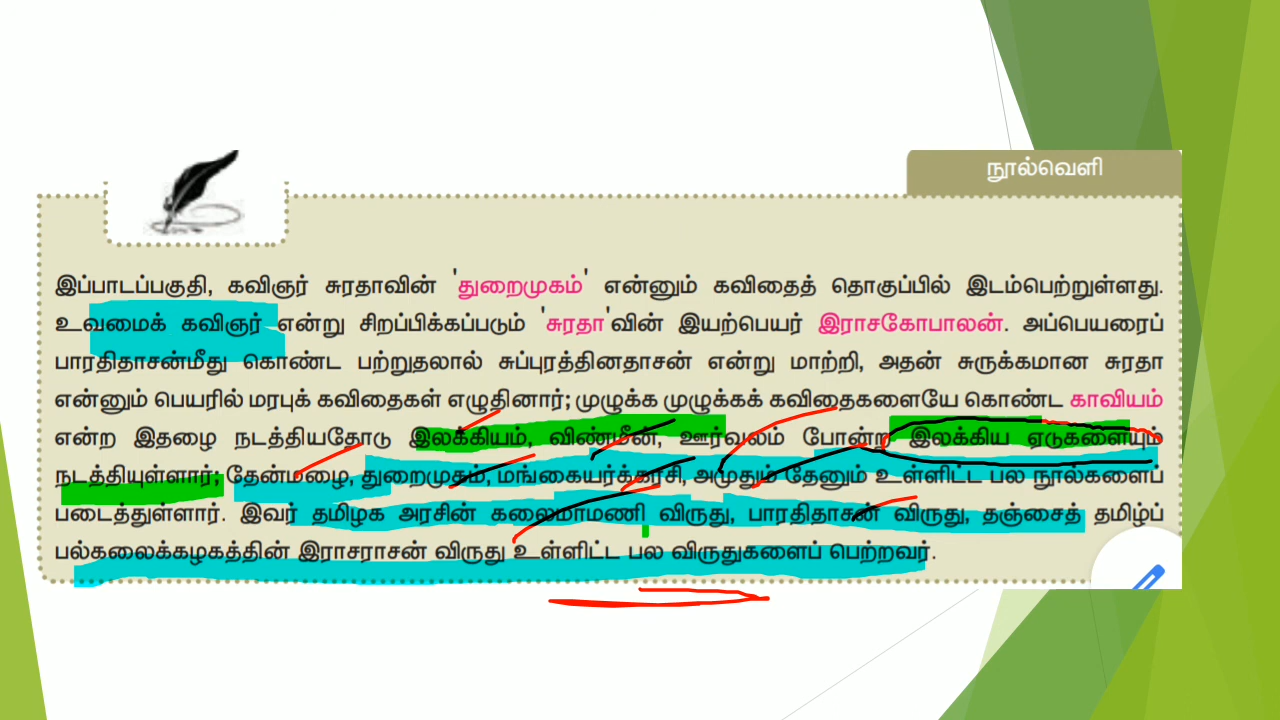 நூல்வெளி
இப்பாடப்பகுதி, கவிஞர் சுரதாவின் 'துறைமுகம்' என்னும் கவிதைத் தொகுப்பில் இடம்பெற்றுள்ளது.
உவமைக் கவிஞர் என்று சிறப்பிக்கப்படும் 'சுரதா'வின் இயற்பெயர் இராசகோபாலன். அப்பெயரைப்
பாரதிதாசன்மீது கொண்ட பற்றுதலால் சுப்புரத்தினதாசன் என்று மாற்றி, அதன் சுருக்கமான சுரதா
என்னும் பெயரில் மரபுக் கவிதைகள் எழுதினார்; முழுக்க முழுக்கக் கவிதைகளையே கொண்ட காவியம்
என்ற இதழை நடத்தியதோடு இலக்கியம், விண்மீன், ஊர்வலம் போன்ற இலக்கிய ஏடுகளையும்
நடத்தியுள்ளார்; தேன்மழை, துறைமுகம், மங்கையர்க்கரசி, அமுதும் தேனும் உள்ளிட்ட பல நூல்களைப்
படைத்துள்ளார். இவர் தமிழக அரசின் கலைமாமணி விருது, பாரதிதாசன் விருது, தஞ்சைத் தமிழ்ப்
பல்கலைக்கழகத்தின் இராசராசன் விருது உள்ளிட்ட பல விருதுகளைப் பெற்றவர்.